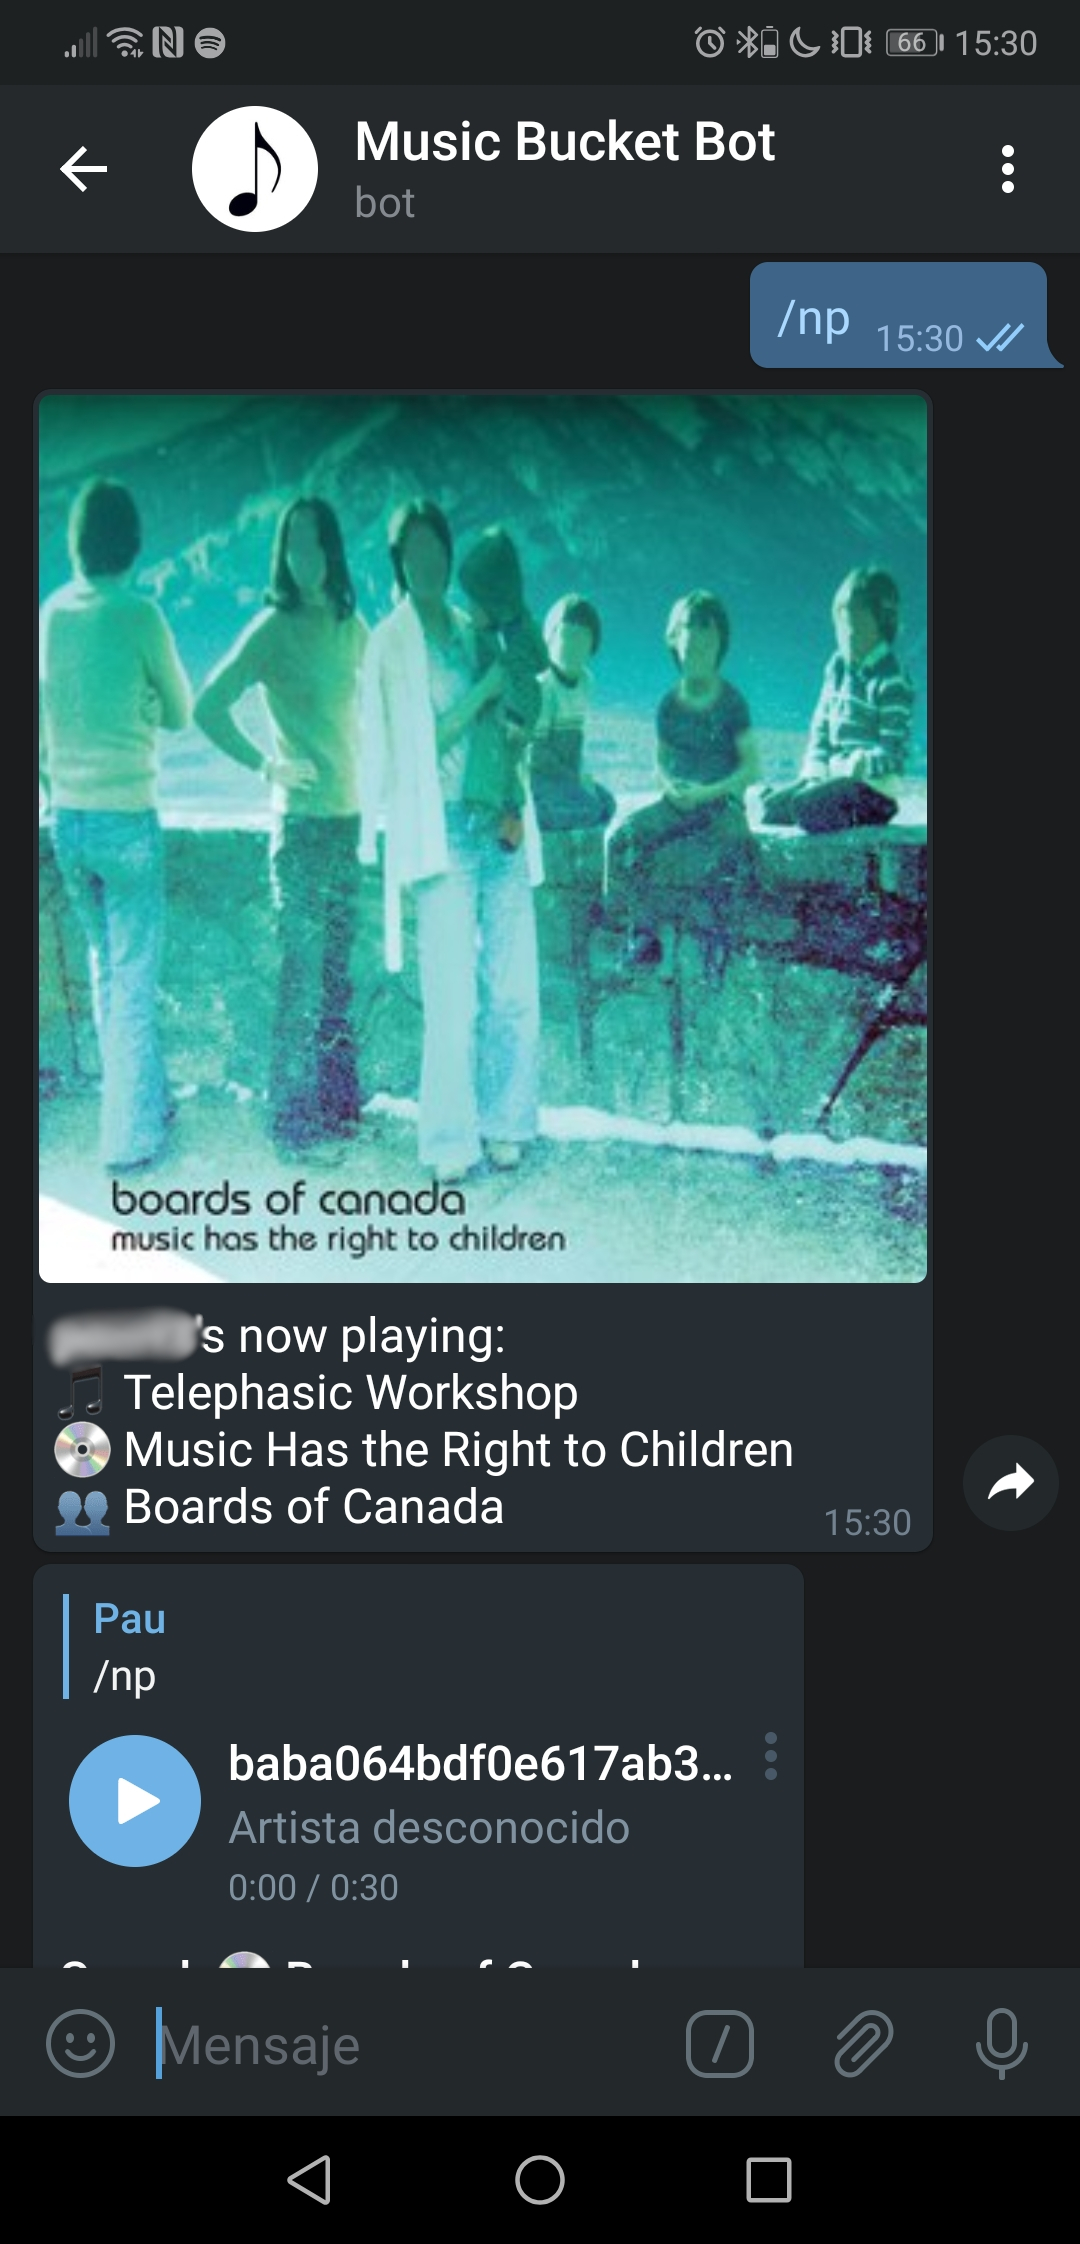 66 15:30
Music Bucket Bot
bot
/np 15:30
boards of canada
music has the right to children
's now playing:
Telephasic Workshop
Music Has the Right to Children
Boards of Canada
15:30
Pau
/np
baba064bdf0e617ab3...
Artista desconocido
0:00 / 0:30
Mensaje